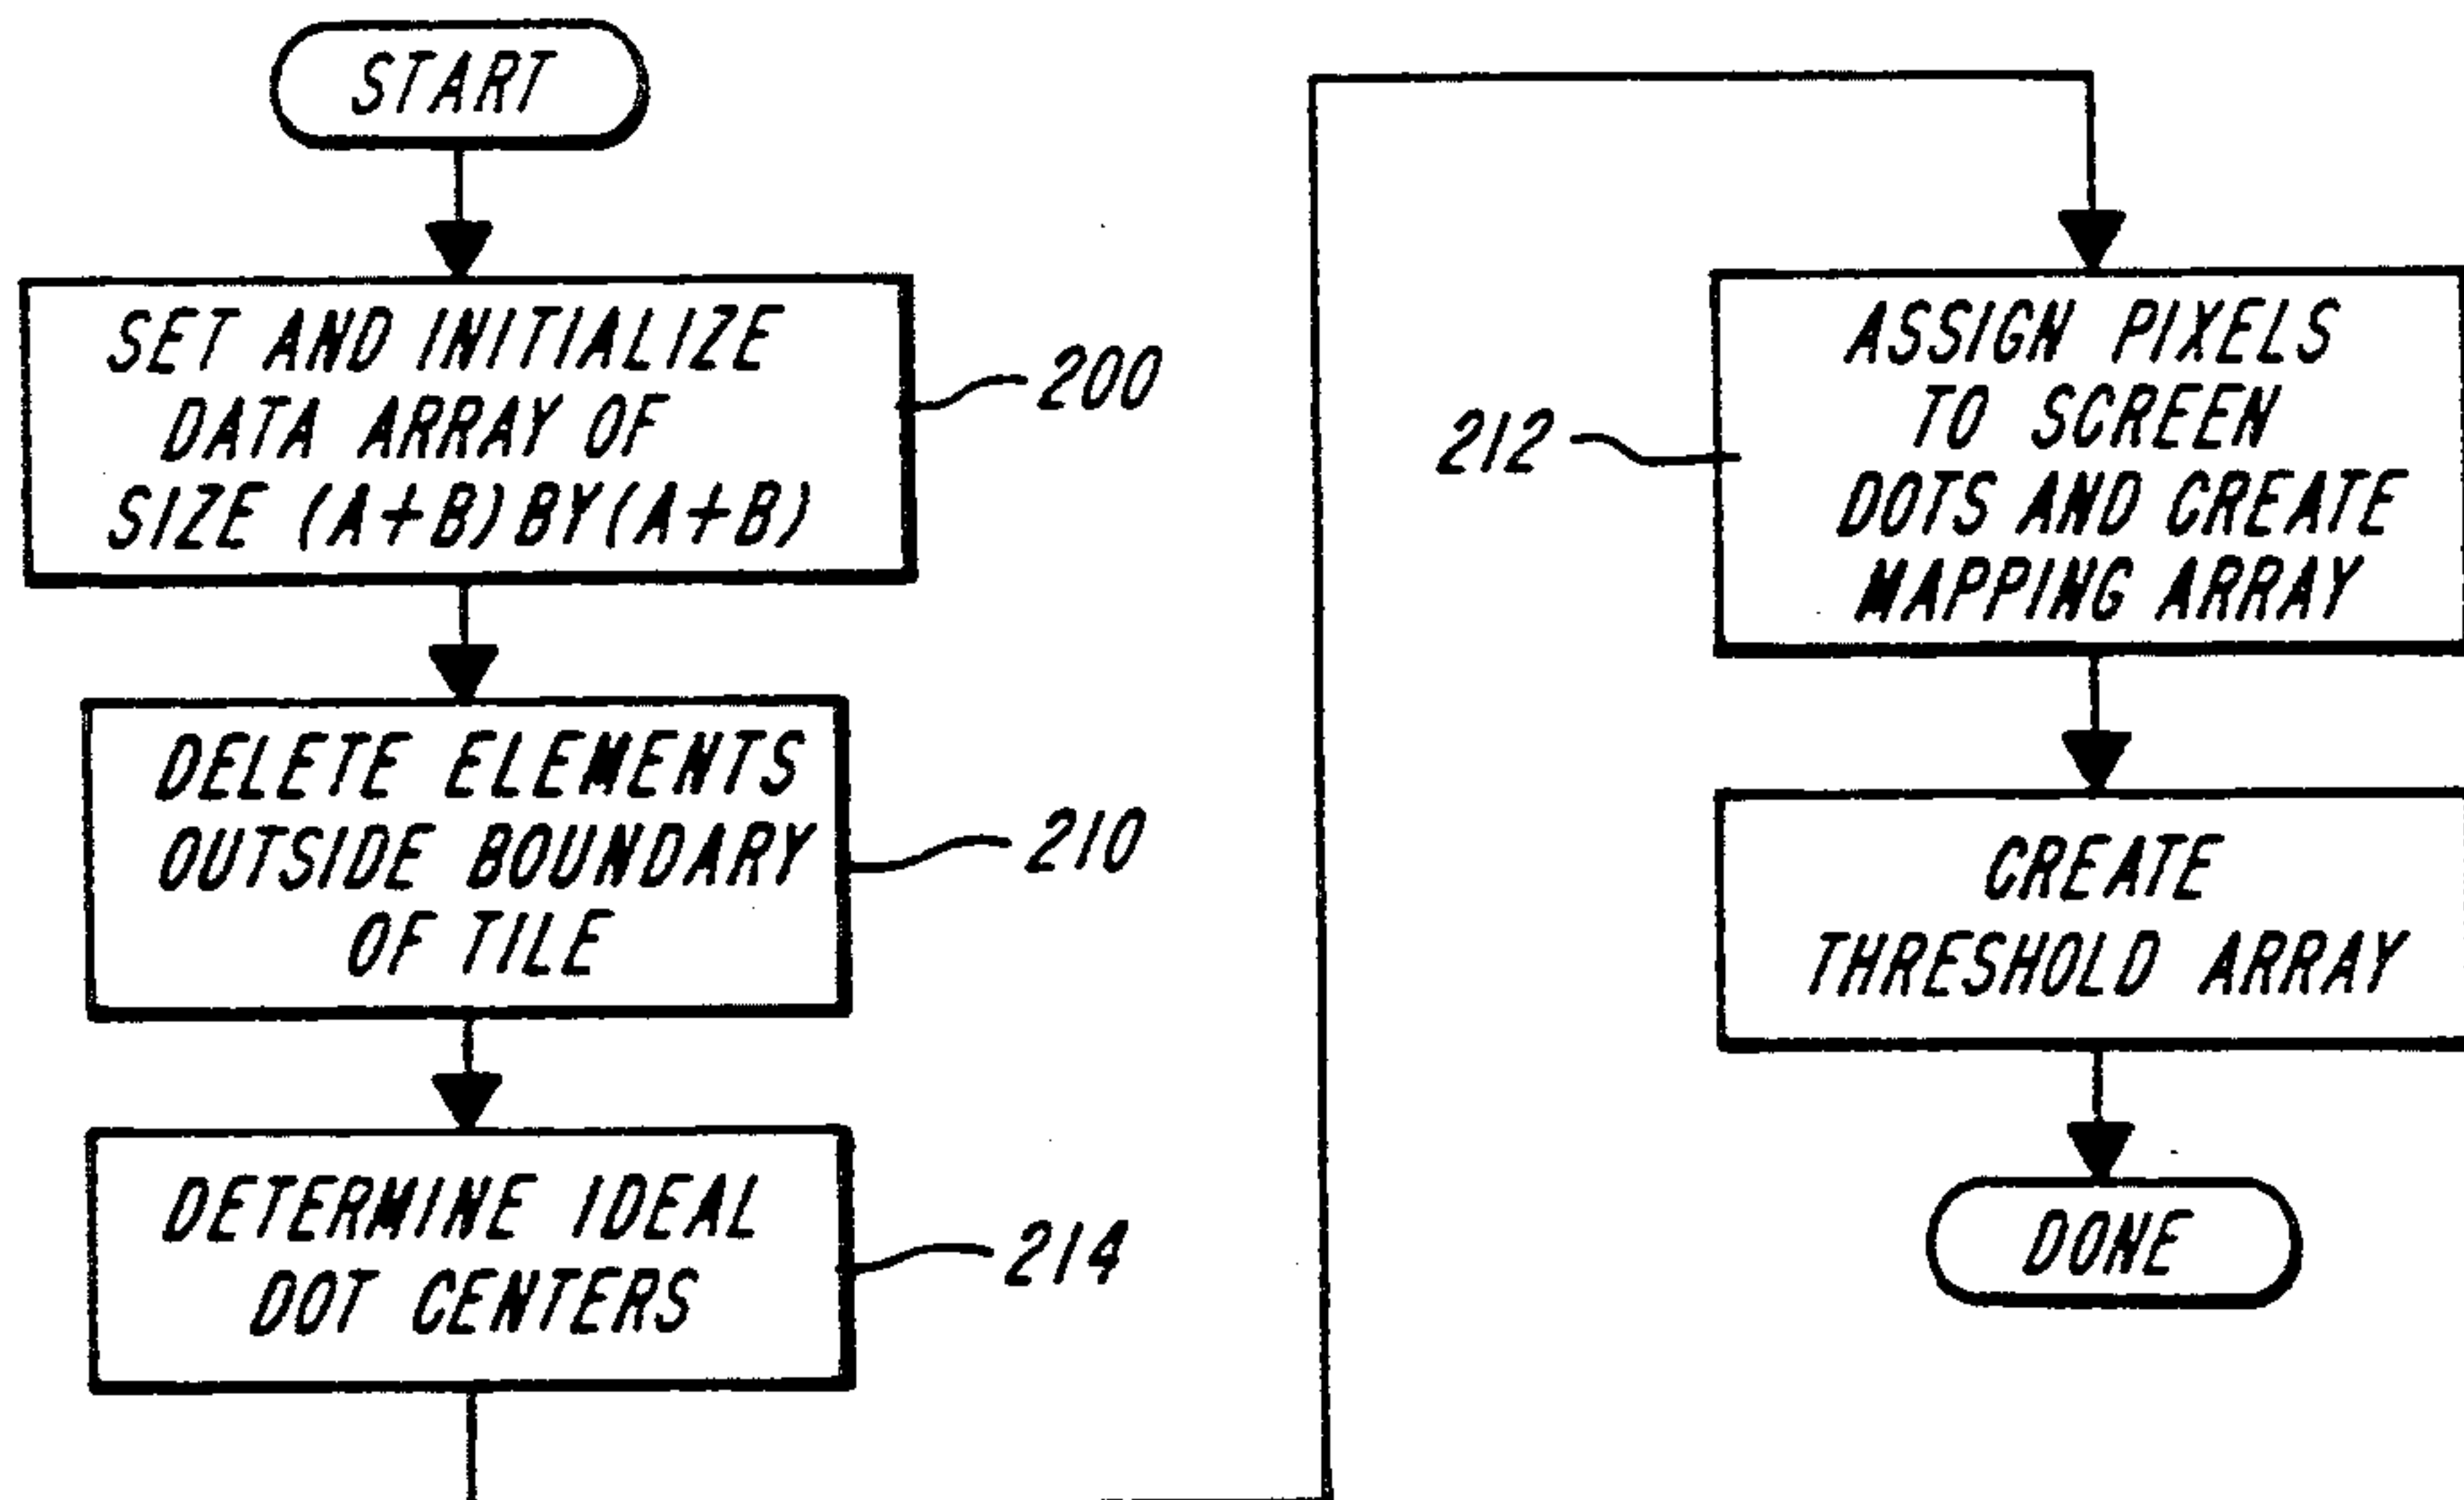 START
SET AND INITIALIZE
DATA ARRAY OF
SIZE (A+B) BY (A+B)
200
DELETE ELEMENTS
OUTSIDE BOUNDARY
OF TILE
210
DETERMINE IDEAL
DOT CENTERS
214
ASSIGN PIXELS
TO SCREEN
DOTS AND CREATE
MAPPING ARRAY
212
CREATE
THRESHOLD ARRAY
DONE